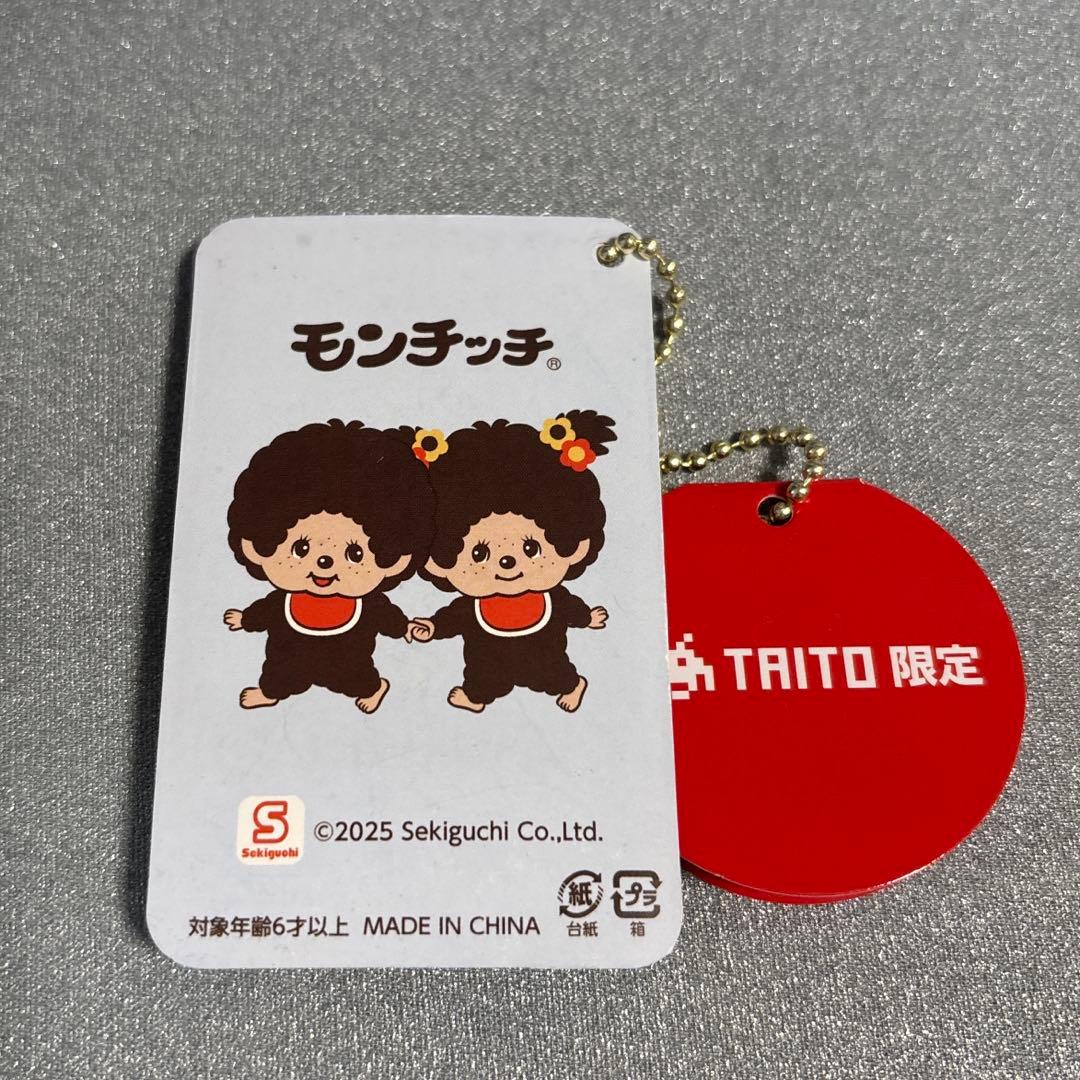 モンチッチ®
TAITO 限定
S
Sekiguchi
©2025 Sekiguchi Co.,Ltd.
紙 プラ
台紙 箱
対象年齢6才以上 MADE IN CHINA